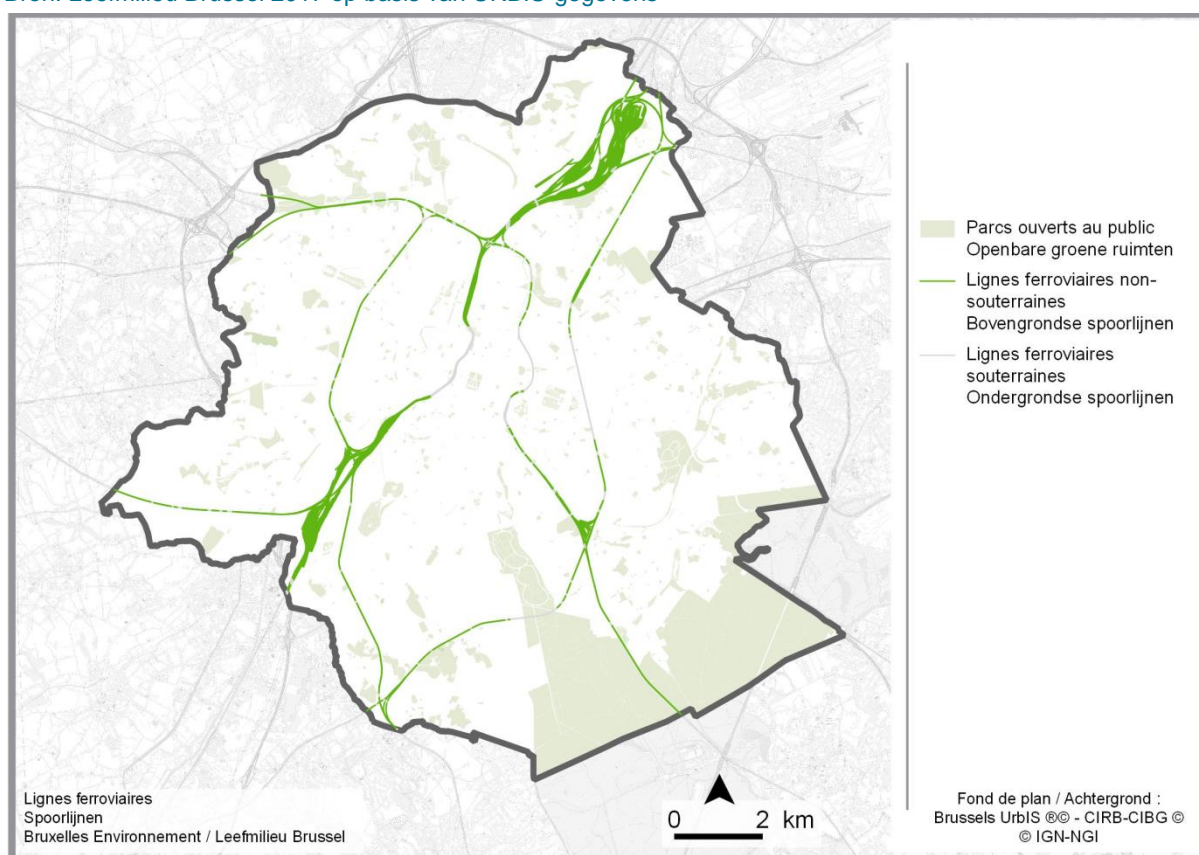 Parcs ouverts au public
Openbare groene ruimten
Lignes ferroviaires non-
souterraines
Bovengrondse spoorlijnen
Lignes ferroviaires
souterraines
Ondergrondse spoorlijnen
Lignes ferroviaires
Spoorlijnen
Bruxelles Environnement / Leefmilieu Brussel
0 2 km
Fond de plan / Achtergrond :
Brussels UrbIS ®© - CIRB-CIBG ©
© IGN-NGI